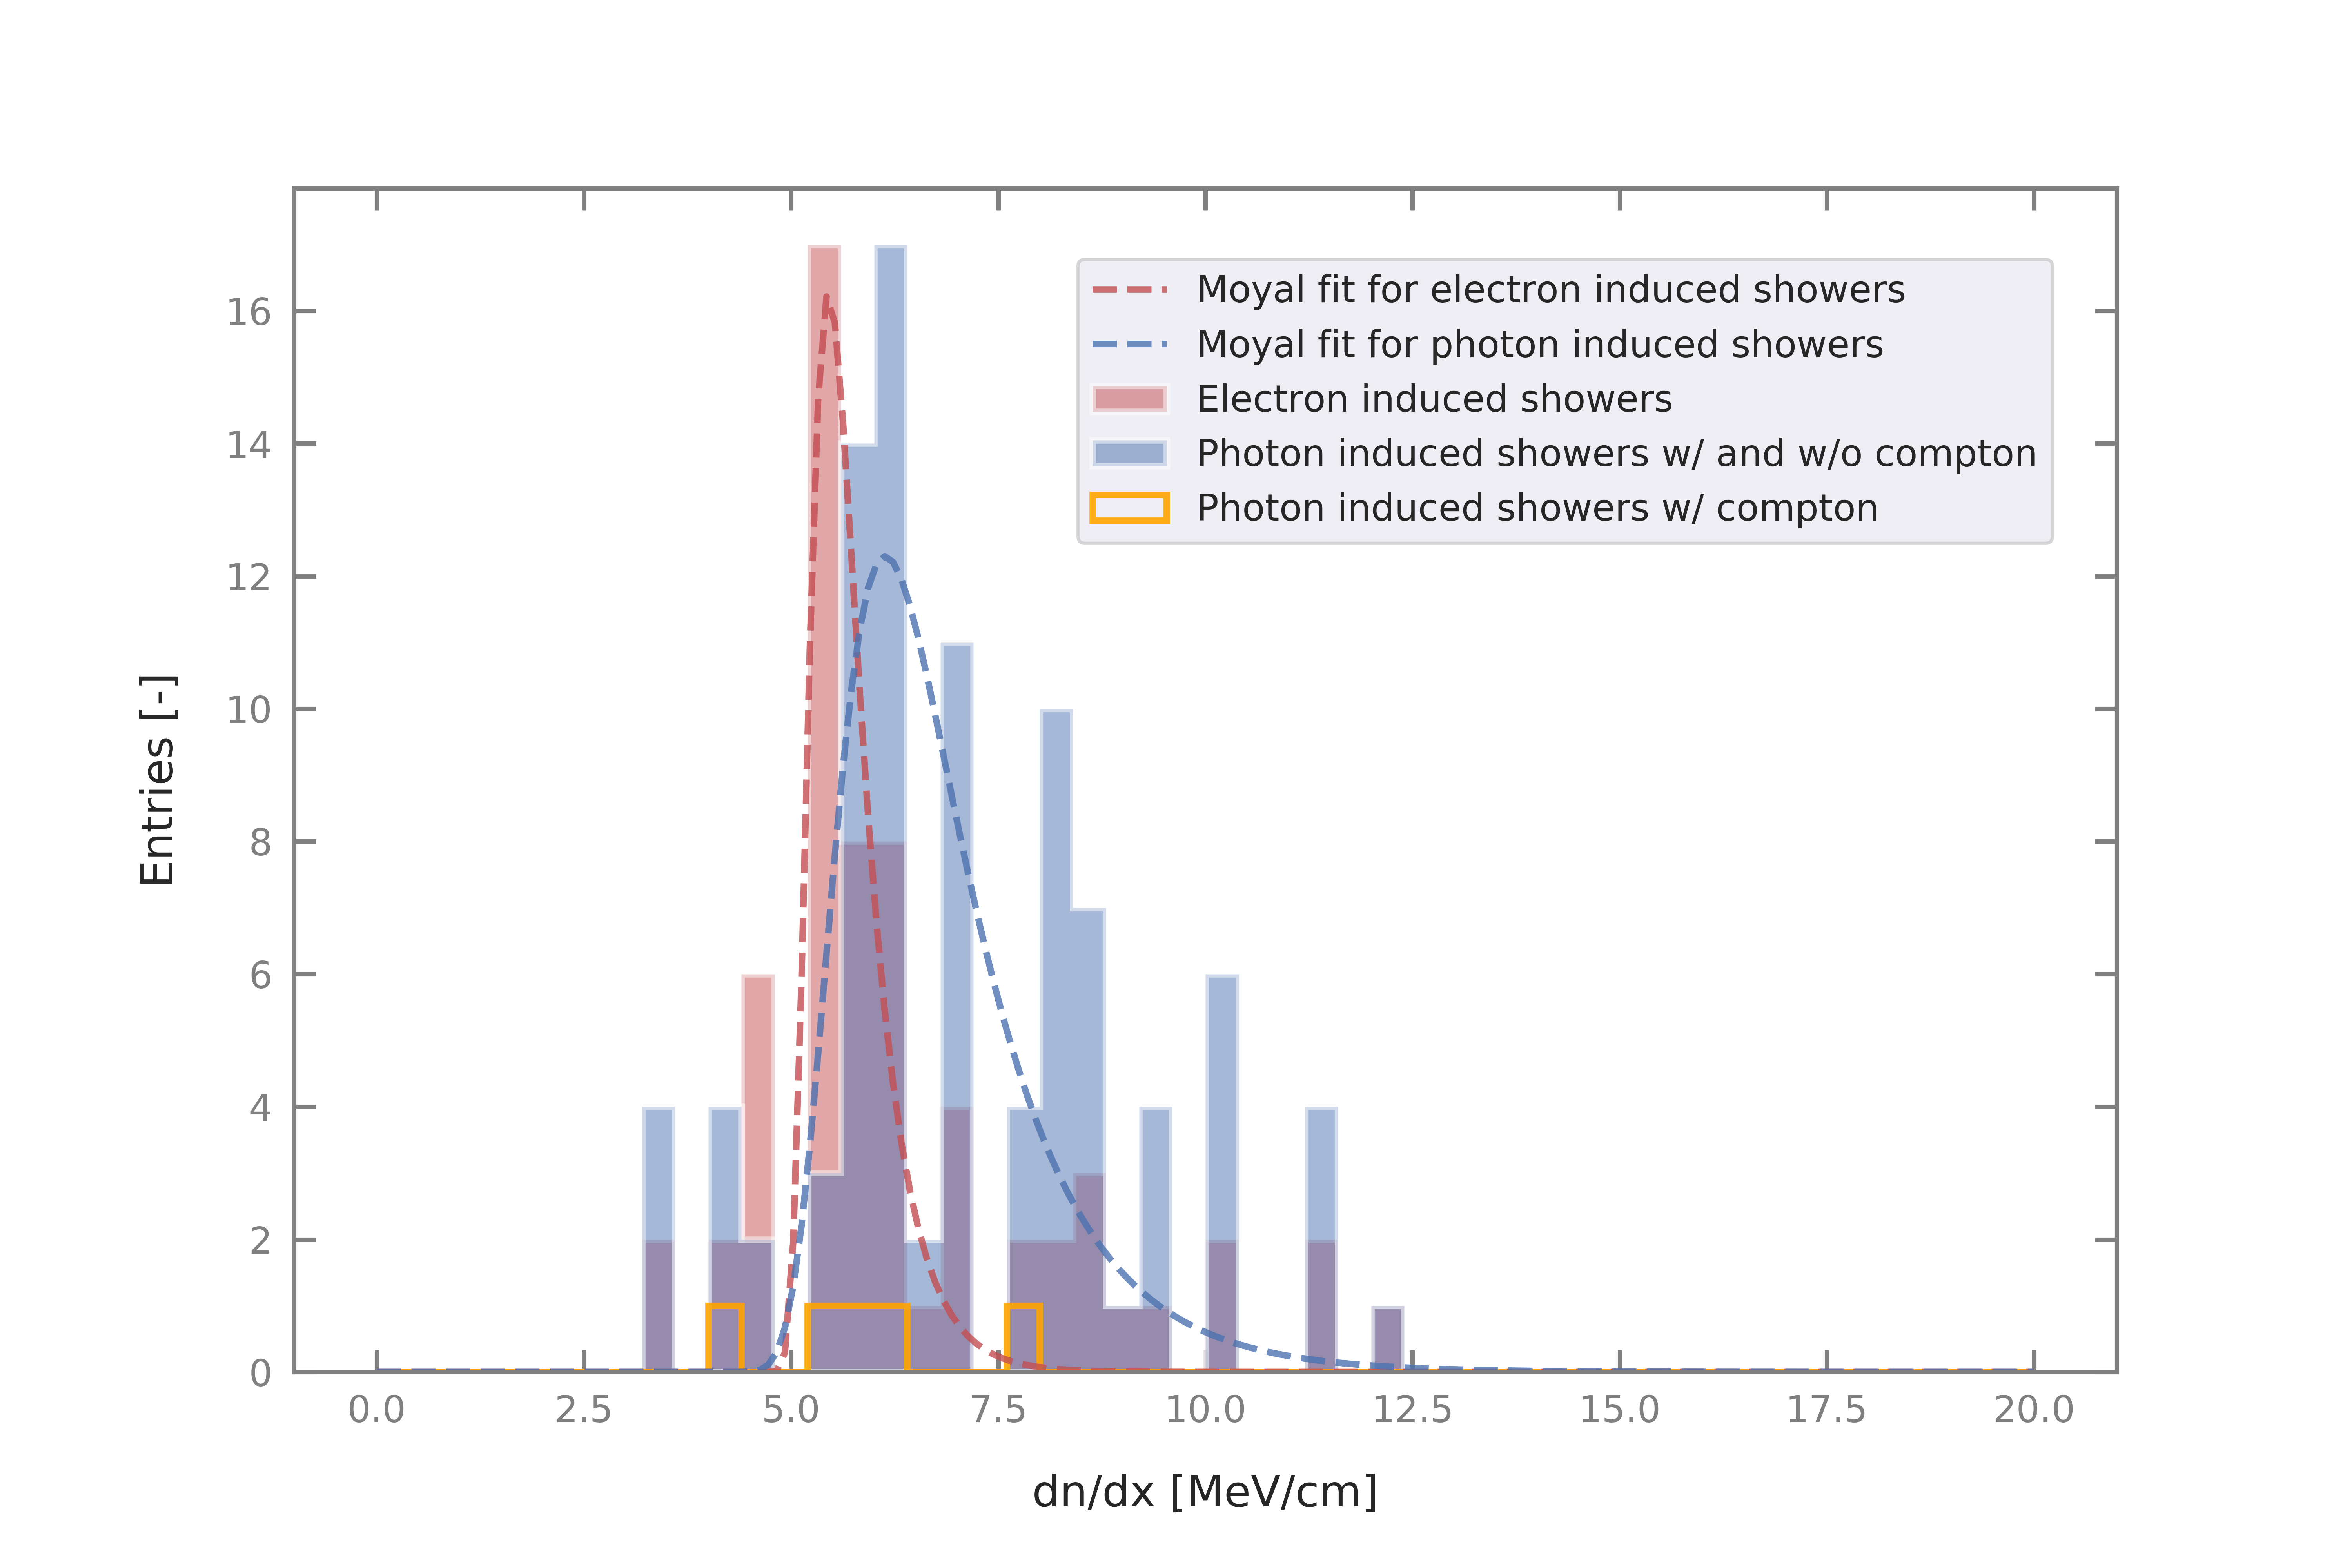 Moyal fit for electron induced showers
Moyal fit for photon induced showers
Electron induced showers
Photon induced showers w/ and w/o compton
Photon induced showers w/ compton
Entries [-]
16
14
12
10
8
6
4
2
0
0.0 2.5 5.0 7.5 10.0 12.5 15.0 17.5 20.0
dn/dx [MeV/cm]